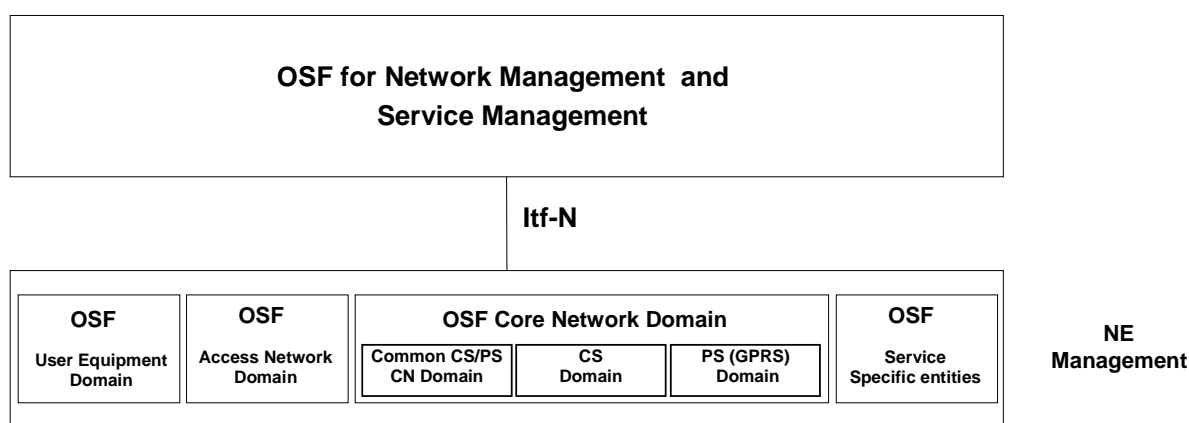 OSF for Network Management and
Service Management
Itf-N
OSF
User Equipment
Domain
OSF
Access Network
Domain
OSF Core Network Domain
Common CS/PS
CN Domain
CS
Domain
PS (GPRS)
Domain
OSF
Service
Specific entities
NE
Management